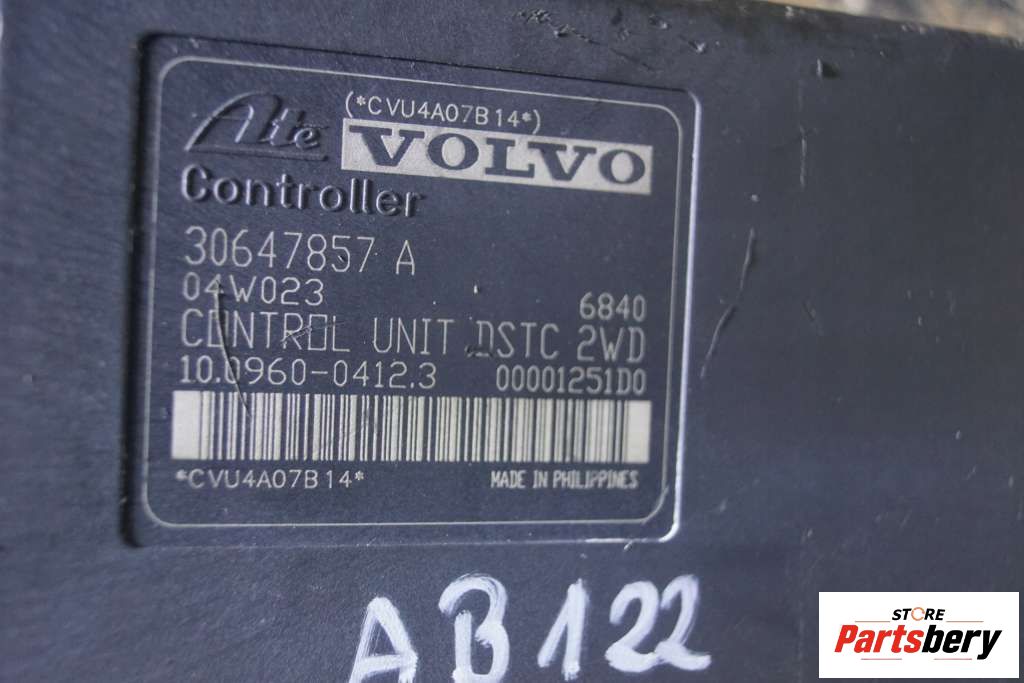 (*CVU4A07B14*)
Ate VOLVO
Controller
30647857 A
04W023 6840
CONTROL UNIT DSTC 2WD
10.0960-0412.3 00001251D0
*CVU4A07B14* MADE IN PHILIPPINES
AB122
STORE
Partsbery